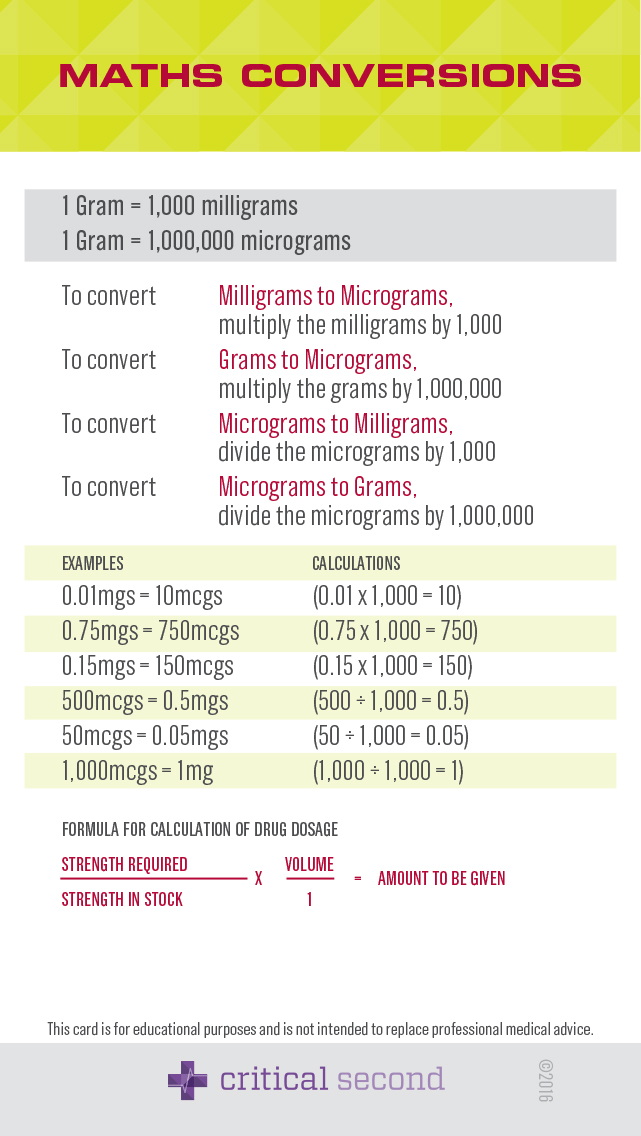 MATHS CONVERSIONS
1 Gram = 1,000 milligrams
1 Gram = 1,000,000 micrograms
To convert Milligrams to Micrograms,
multiply the milligrams by 1,000
To convert Grams to Micrograms,
multiply the grams by 1,000,000
To convert Micrograms to Milligrams,
divide the micrograms by 1,000
To convert Micrograms to Grams,
divide the micrograms by 1,000,000
EXAMPLES CALCULATIONS
0.01mgs = 10mcgs (0.01 x 1,000 = 10)
0.75mgs = 750mcgs (0.75 x 1,000 = 750)
0.15mgs = 150mcgs (0.15 x 1,000 = 150)
500mcgs = 0.5mgs (500 ÷ 1,000 = 0.5)
50mcgs = 0.05mgs (50 ÷ 1,000 = 0.05)
1,000mcgs = 1mg (1,000 ÷ 1,000 = 1)
FORMULA FOR CALCULATION OF DRUG DOSAGE
STRENGTH REQUIRED VOLUME
X = AMOUNT TO BE GIVEN
STRENGTH IN STOCK 1
This card is for educational purposes and is not intended to replace professional medical advice.
critical second
©2016